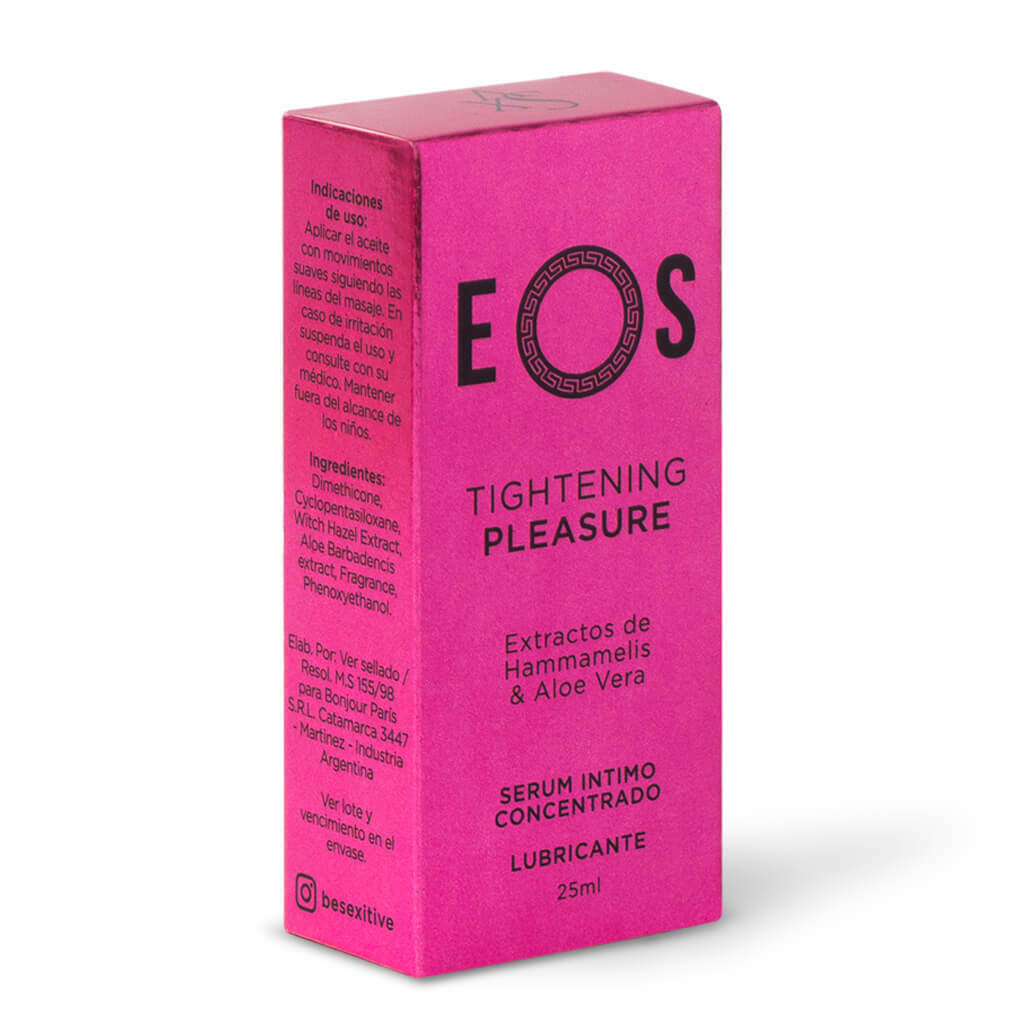 Indicaciones
de uso:
Aplicar el aceite
con movimientos
suaves siguiendo las
líneas del masaje. En
caso de irritación
suspenda el uso y
consulte con su
médico. Mantener
fuera del alcance de
los niños.
Ingredientes:
Dimethicone,
Cyclopentasiloxane,
Witch Hazel Extract,
Aloe Barbadencis
extract, Fragrance,
Phenoxyethanol.
Elab. Por: Ver sellado /
Resol. M.S 155/98
para Bonjour París
S.R.L. Catamarca 3447
- Martinez - Industria
Argentina
Ver lote y
vencimiento en el
envase.
besexitive
EOS
TIGHTENING
PLEASURE
Extractos de
Hammamelis
& Aloe Vera
SERUM INTIMO
CONCENTRADO
LUBRICANTE
25ml